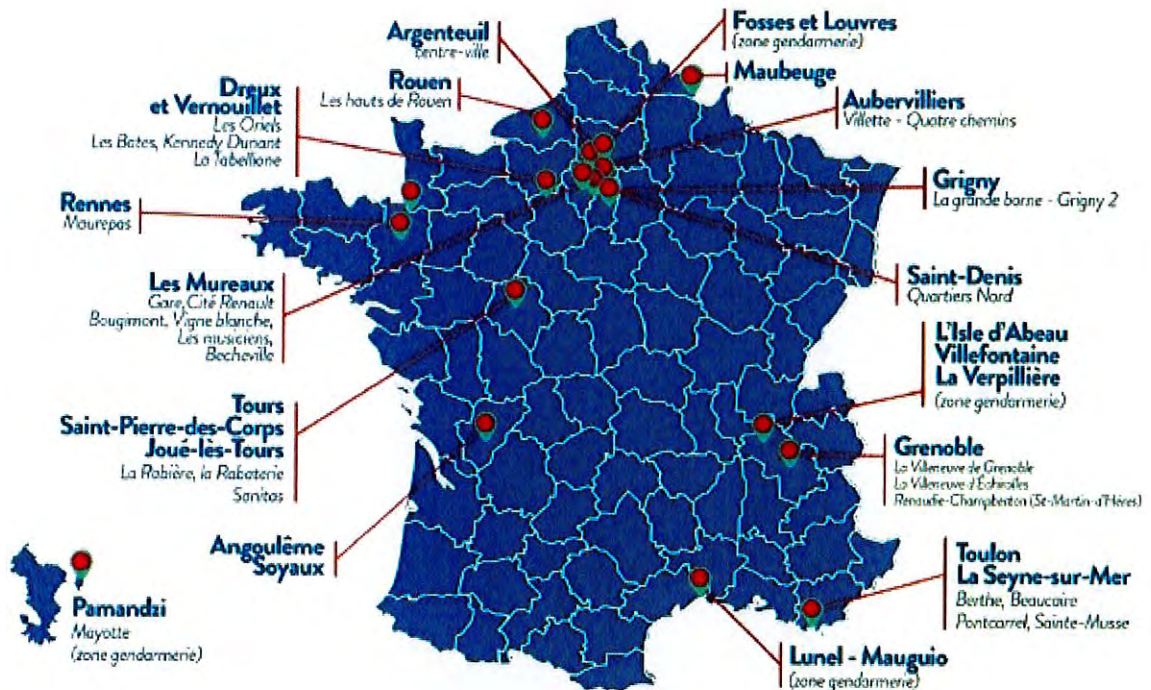 Fosses et Louvres
(zone gendarmerie)
Argenteuil
centre-ville
Maubeuge
Rouen
Les hauts de Rouen
Dreux
et Vernouillet
Les Oriels
Les Bates, Kennedy Dunant
La Tabellione
Aubervilliers
Villette - Quatre chemins
Grigny
La grande borne - Grigny 2
Rennes
Maurepas
Saint-Denis
Quartiers Nord
Les Mureaux
Gare, Cité Renault
Bougimont, Vigne blanche,
Les musiciens,
Becheville
L'Isle d'Abeau
Villefontaine
La Verpillière
(zone gendarmerie)
Tours
Saint-Pierre-des-Corps
Joué-lès-Tours
La Rabière, la Rabaterie
Sanitas
Grenoble
La Villeneuve de Grenoble
La Villeneuve d'Échirolles
Renaudie-Champberton (St-Martin-d'Hères)
Angoulême
Soyaux
Toulon
La Seyne-sur-Mer
Berthe, Beaucaire
Pontcarrel, Sainte-Musse
Pamandzi
Mayotte
(zone gendarmerie)
Lunel - Mauguio
(zone gendarmerie)